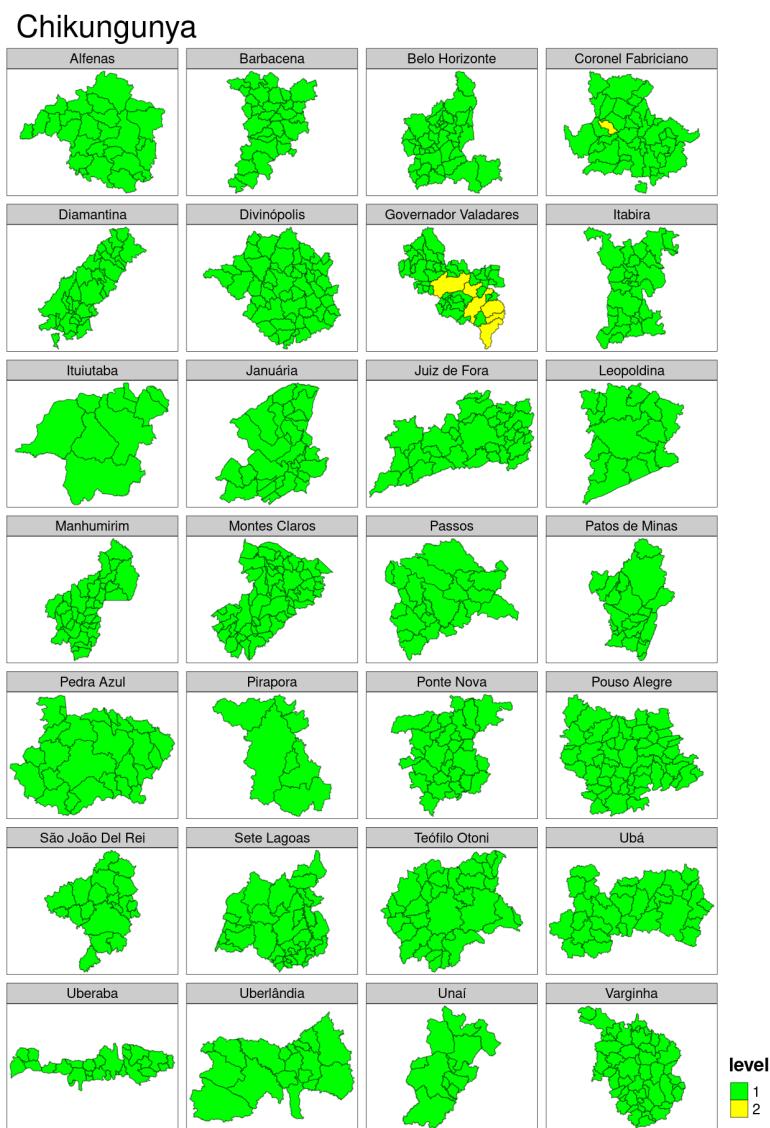 Chikungunya
Alfenas
Barbacena
Belo Horizonte
Coronel Fabriciano
Diamantina
Divinópolis
Governador Valadares
Itabira
Ituiutaba
Januária
Juiz de Fora
Leopoldina
Manhumirim
Montes Claros
Passos
Patos de Minas
Pedra Azul
Pirapora
Ponte Nova
Pouso Alegre
São João Del Rei
Sete Lagoas
Teófilo Otoni
Ubá
Uberaba
Uberlândia
Unaí
Varginha
level
1
2